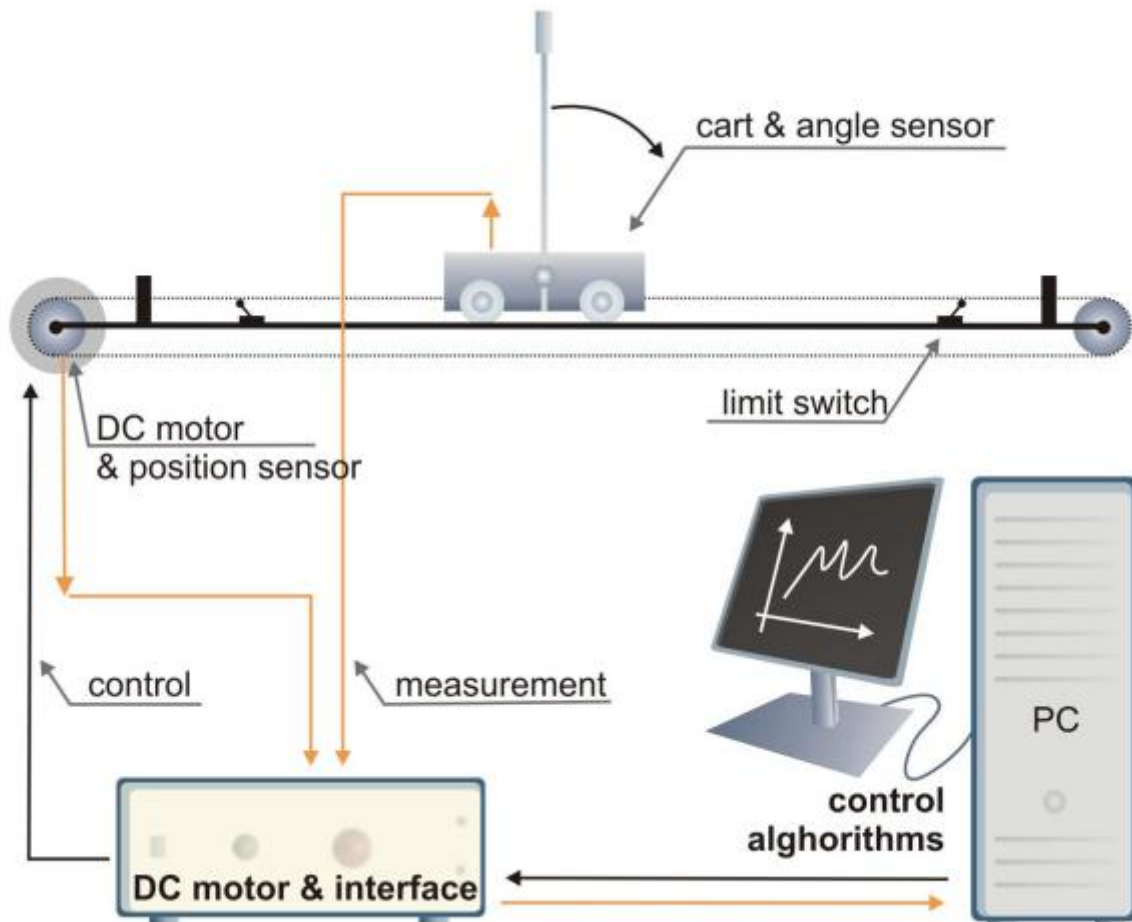 cart & angle sensor
limit switch
DC motor
& position sensor
control
measurement
PC
control
alghorithms
DC motor & interface